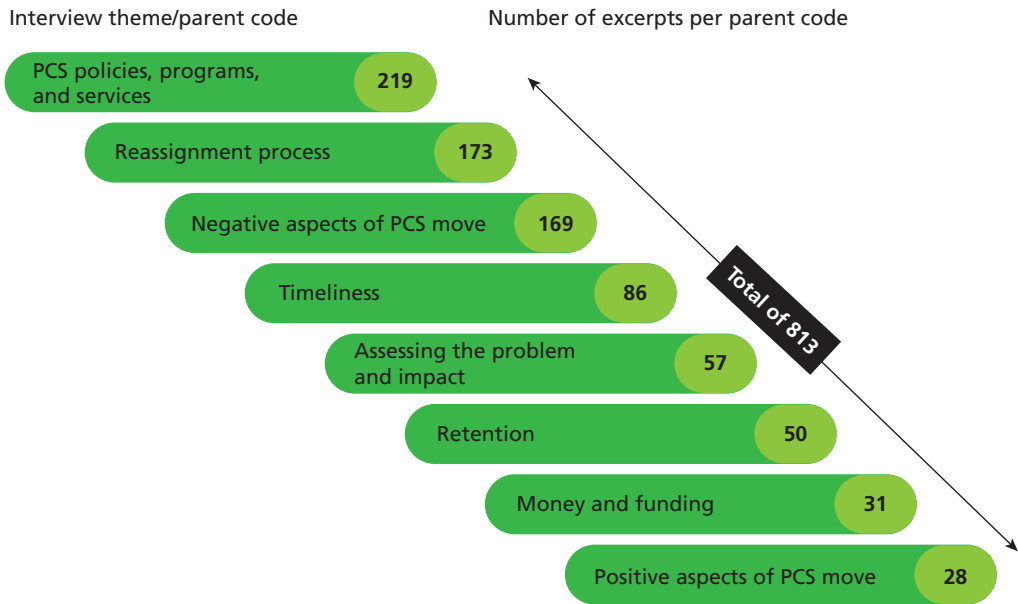 Interview theme/parent code
Number of excerpts per parent code
PCS policies, programs,
and services
219
Reassignment process
173
Negative aspects of PCS move
169
Timeliness
86
Total of 813
Assessing the problem
and impact
57
Retention
50
Money and funding
31
Positive aspects of PCS move
28